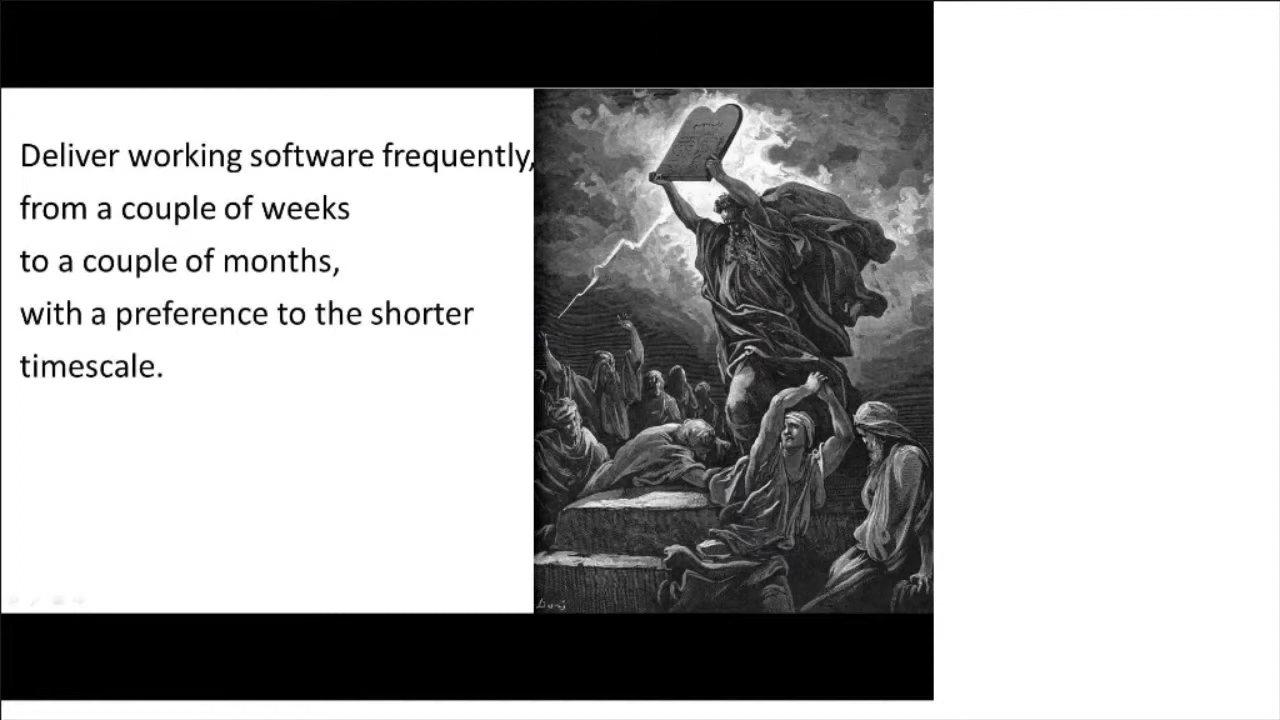 Deliver working software frequently,
from a couple of weeks
to a couple of months,
with a preference to the shorter
timescale.